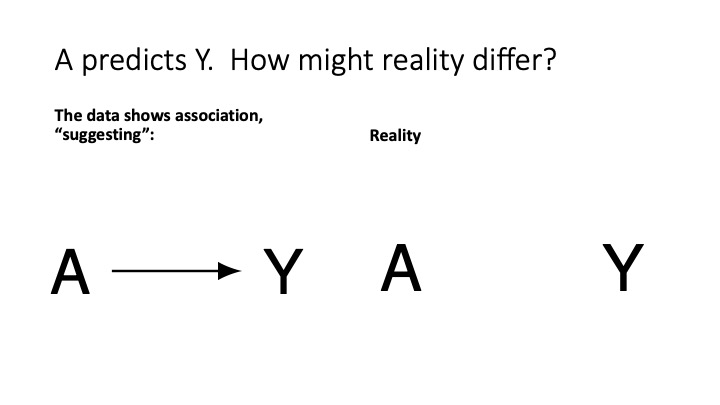 A predicts Y.  How might reality differ?
The data shows association,
“suggesting”:
Reality
A
Y
A
Y